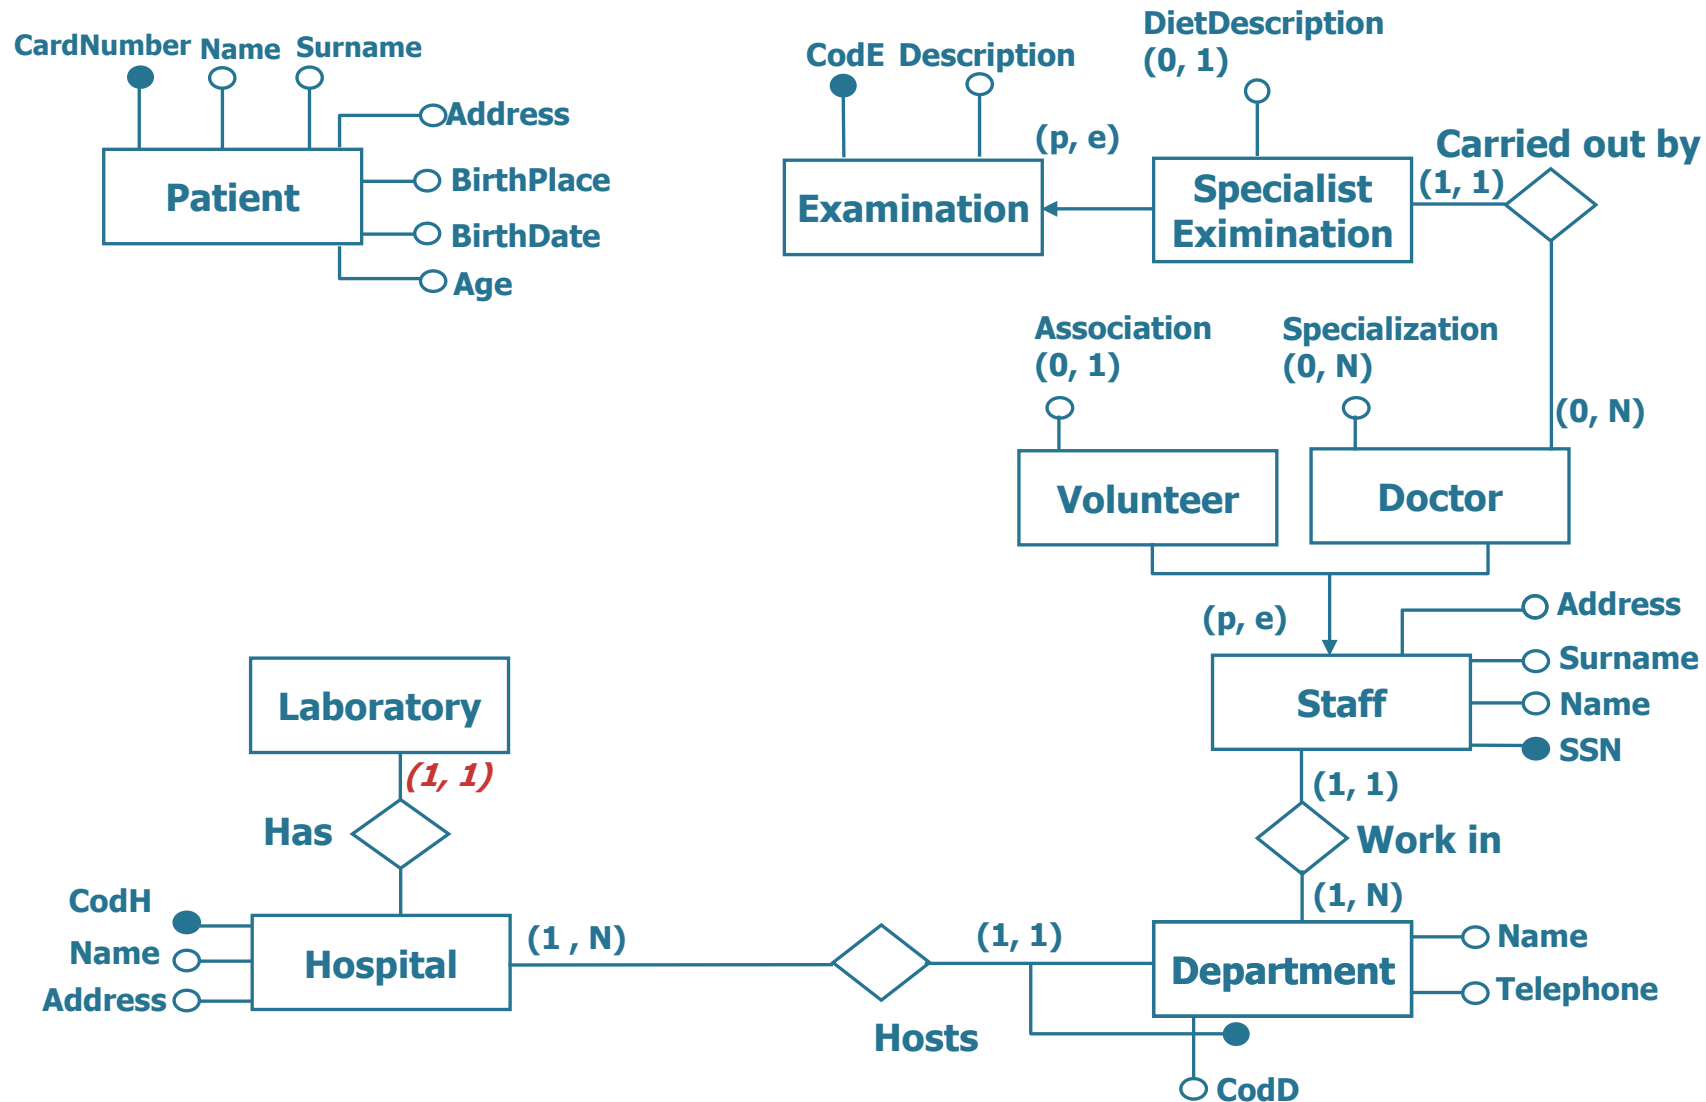 CardNumber
Name
Surname
Address
Patient
BirthPlace
BirthDate
Age
CodE
Description
DietDescription
(0, 1)
(p, e)
Examination
Specialist
Eximination
Carried out by
(1, 1)
(0, N)
Association
(0, 1)
Specialization
(0, N)
Volunteer
Doctor
(p, e)
Address
Surname
Name
SSN
Staff
(1, 1)
Work in
(1, N)
Laboratory
(1, 1)
Has
CodH
Name
Address
Hospital
(1 , N)
Hosts
(1, 1)
Department
Name
Telephone
CodD